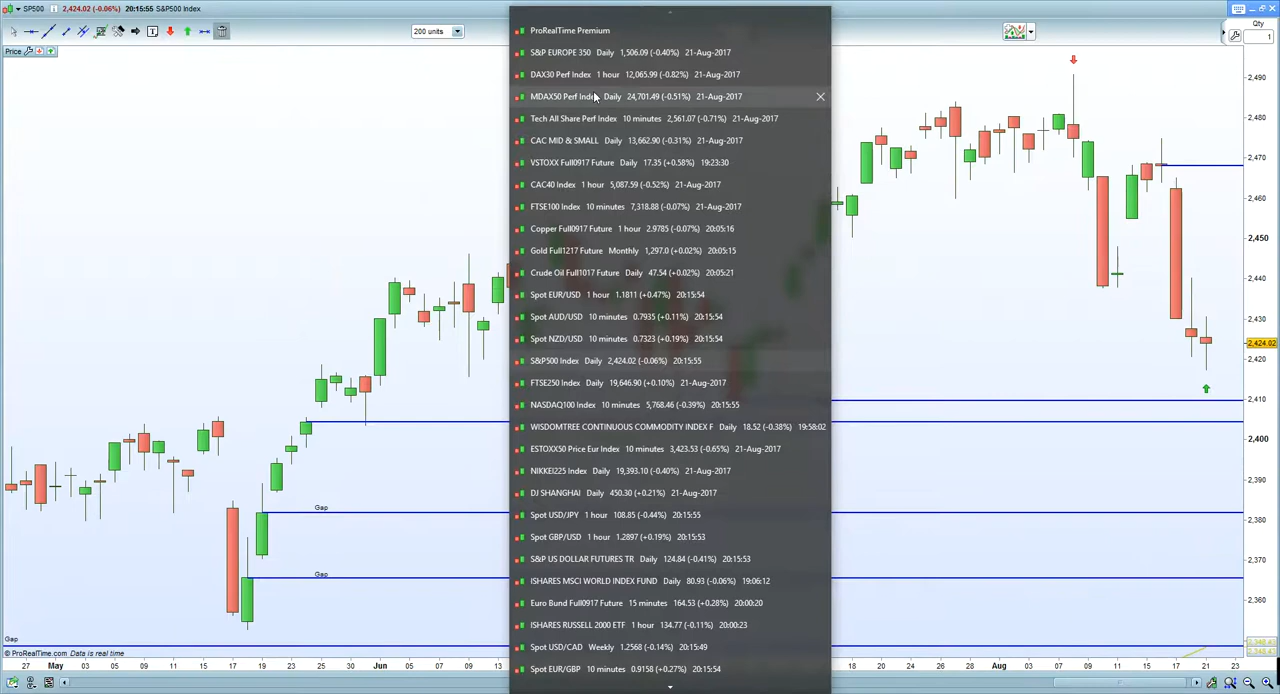 SP500 2,424.02 (-0.06%) 20:15:55 S&P500 Index
200 units
Qty
1
Price
ProRealTime Premium
S&P EUROPE 350 Daily 1,506.09 (-0.40%) 21-Aug-2017
DAX30 Perf Index 1 hour 12,065.99 (-0.82%) 21-Aug-2017
MDAX50 Perf Index Daily 24,701.49 (-0.51%) 21-Aug-2017
Tech All Share Perf Index 10 minutes 2,561.07 (-0.71%) 21-Aug-2017
CAC MID & SMALL Daily 13,662.90 (-0.31%) 21-Aug-2017
VSTOXX Full0917 Future Daily 17.35 (+0.58%) 19:23:30
CAC40 Index 1 hour 5,087.59 (-0.52%) 21-Aug-2017
FTSE100 Index 10 minutes 7,318.88 (-0.07%) 21-Aug-2017
Copper Full0917 Future 1 hour 2.9785 (-0.07%) 20:05:16
Gold Full1217 Future Monthly 1,297.0 (+0.02%) 20:05:15
Crude Oil Full1017 Future Daily 47.54 (+0.02%) 20:05:21
Spot EUR/USD 1 hour 1.1811 (+0.47%) 20:15:54
Spot AUD/USD 10 minutes 0.7935 (+0.11%) 20:15:54
Spot NZD/USD 10 minutes 0.7323 (+0.19%) 20:15:54
S&P500 Index Daily 2,424.02 (-0.06%) 20:15:55
FTSE250 Index Daily 19,646.90 (+0.10%) 21-Aug-2017
NASDAQ100 Index 10 minutes 5,768.46 (-0.39%) 20:15:55
WISDOMTREE CONTINUOUS COMMODITY INDEX F Daily 18.52 (-0.38%) 19:58:02
ESTOXX50 Price Eur Index 10 minutes 3,423.53 (-0.65%) 21-Aug-2017
NIKKEI225 Index Daily 19,393.10 (-0.40%) 21-Aug-2017
DJ SHANGHAI Daily 450.30 (+0.21%) 21-Aug-2017
Spot USD/JPY 1 hour 108.85 (-0.44%) 20:15:55
Spot GBP/USD 1 hour 1.2897 (+0.19%) 20:15:53
S&P US DOLLAR FUTURES TR Daily 124.84 (-0.41%) 20:15:53
ISHARES MSCI WORLD INDEX FUND Daily 80.93 (-0.06%) 19:06:12
Euro Bund Full0917 Future 15 minutes 164.53 (+0.28%) 20:00:20
ISHARES RUSSELL 2000 ETF 1 hour 134.77 (-0.11%) 20:00:23
Spot USD/CAD Weekly 1.2568 (-0.14%) 20:15:49
Spot EUR/GBP 10 minutes 0.9158 (+0.27%) 20:15:54
2,490
2,480
2,470
2,460
2,450
2,440
2,430
2,424.02
2,420
2,410
2,400
2,390
2,380
2,370
2,360
2,348.43
Gap
Gap
Gap
© ProRealTime.com Data is real time
27 May 05 09 11 15 17 19 23 25 30 Jun 05 07 09 13 18 20 24 26 28 Aug 03 07 09 11 15 17 21 23